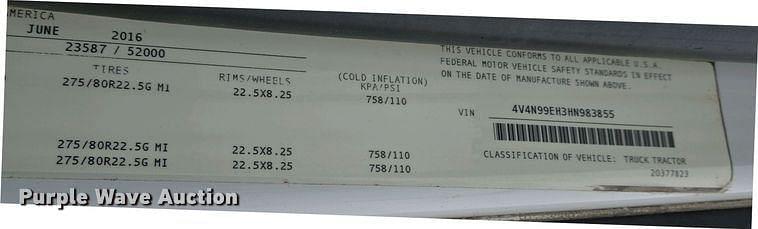 MERICA
JUNE 2016
23587 / 52000
TIRES RIMS/WHEELS (COLD INFLATION) KPA/PSI
275/80R22.5G MI 22.5X8.25 758/110
275/80R22.5G MI 22.5X8.25 758/110
275/80R22.5G MI 22.5X8.25 758/110
THIS VEHICLE CONFORMS TO ALL APPLICABLE U.S.A.
FEDERAL MOTOR VEHICLE SAFETY STANDARDS IN EFFECT
ON THE DATE OF MANUFACTURE SHOWN ABOVE.
VIN 4V4N99EH3HN983855
CLASSIFICATION OF VEHICLE: TRUCK TRACTOR
20377823
Purple Wave Auction